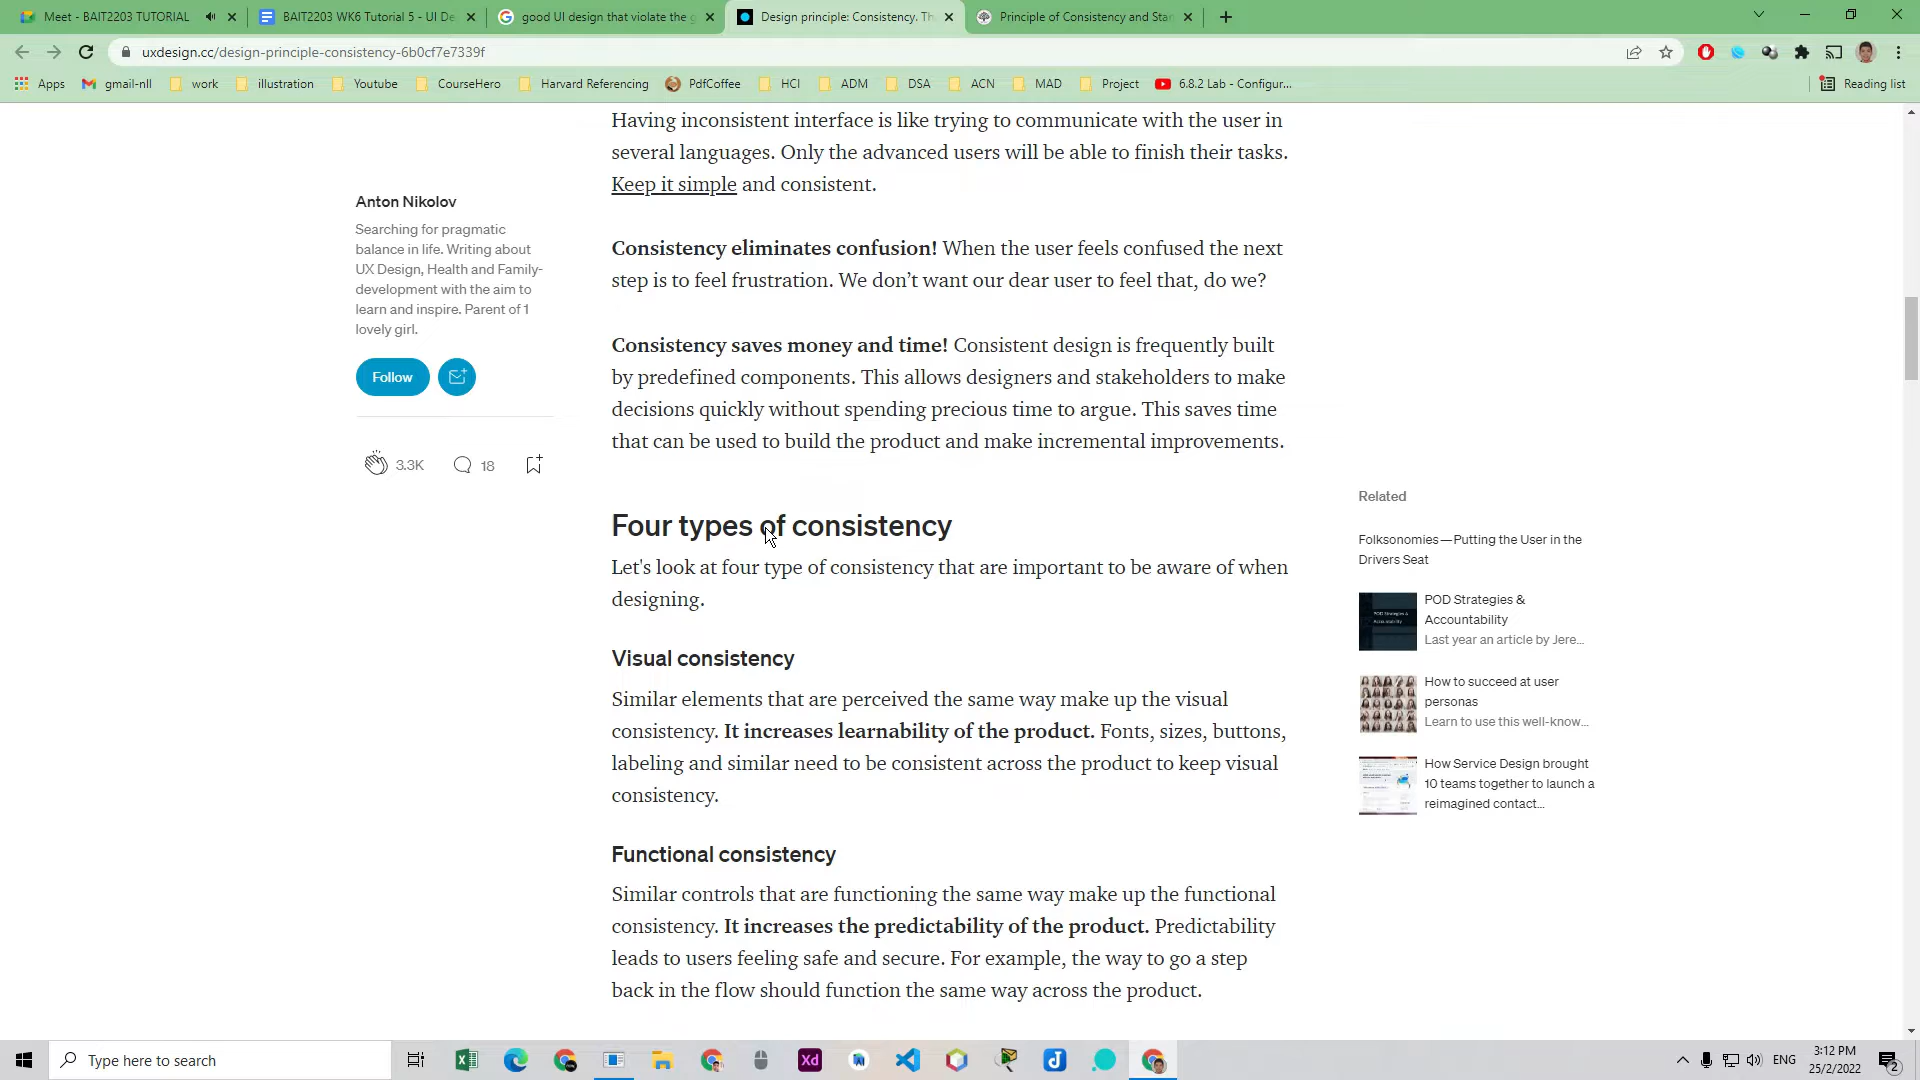 Meet - BAIT2203 TUTORIAL
BAIT2203 WK6 Tutorial 5 - UI De
good UI design that violate the g
Design principle: Consistency. Th
Principle of Consistency and Stan
uxdesign.cc/design-principle-consistency-6b0cf7e7339f
Apps
gmail-nll
work
illustration
Youtube
CourseHero
Harvard Referencing
PdfCoffee
HCI
ADM
DSA
ACN
MAD
Project
6.8.2 Lab - Configur...
Reading list
Having inconsistent interface is like trying to communicate with the user in
several languages. Only the advanced users will be able to finish their tasks.
Keep it simple and consistent.
Anton Nikolov
Searching for pragmatic
balance in life. Writing about
UX Design, Health and Family-
development with the aim to
learn and inspire. Parent of 1
lovely girl.
Follow
3.3K
18
Consistency eliminates confusion! When the user feels confused the next
step is to feel frustration. We don’t want our dear user to feel that, do we?
Consistency saves money and time! Consistent design is frequently built
by predefined components. This allows designers and stakeholders to make
decisions quickly without spending precious time to argue. This saves time
that can be used to build the product and make incremental improvements.
Four types of consistency
Let's look at four type of consistency that are important to be aware of when
designing.
Visual consistency
Similar elements that are perceived the same way make up the visual
consistency. It increases learnability of the product. Fonts, sizes, buttons,
labeling and similar need to be consistent across the product to keep visual
consistency.
Functional consistency
Similar controls that are functioning the same way make up the functional
consistency. It increases the predictability of the product. Predictability
leads to users feeling safe and secure. For example, the way to go a step
back in the flow should function the same way across the product.
Related
Folksonomies — Putting the User in the
Drivers Seat
POD Strategies &
Accountability
POD Strategies &
Accountability
Last year an article by Jere...
How to succeed at user
personas
Learn to use this well-know...
How Service Design brought
10 teams together to launch a
reimagined contact...
Type here to search
Xd
ENG
3:12 PM
25/2/2022
2